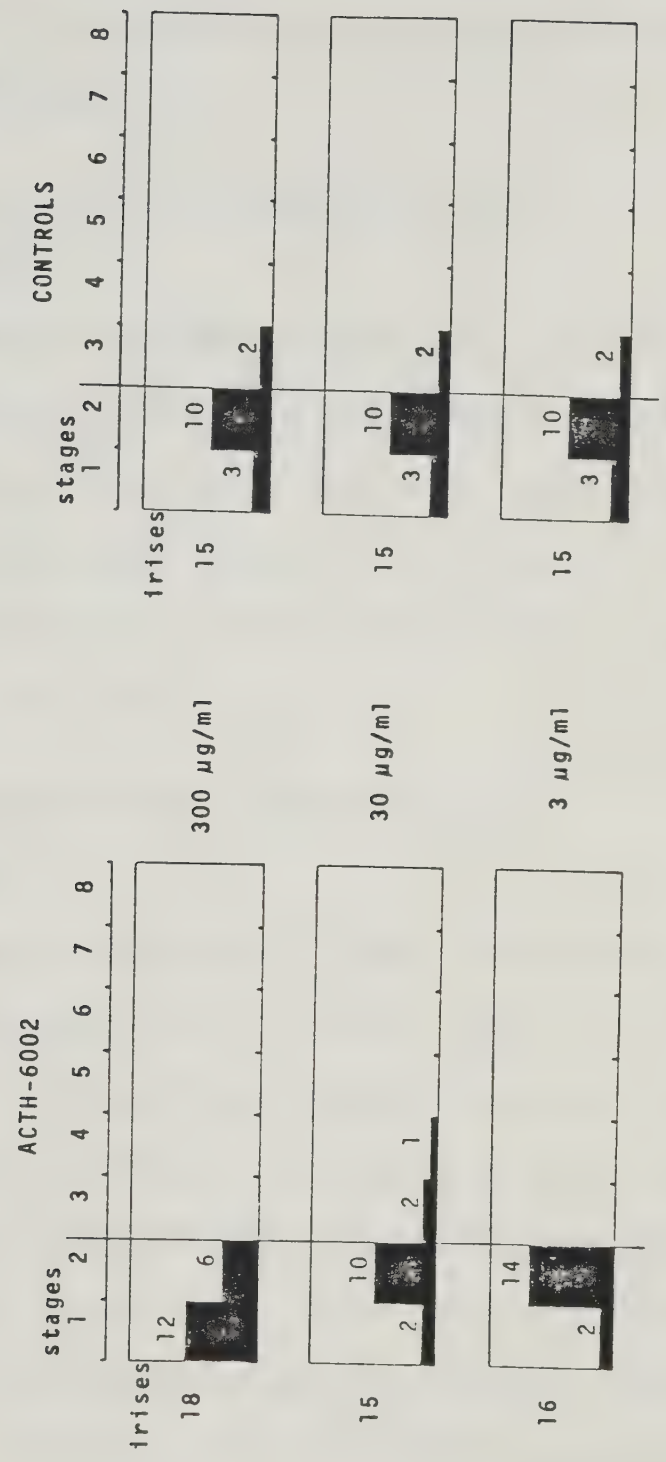 ACTH-6002
stages
1 2 3 4 5 6 7 8
irises
18
12 6
300 µg/ml
15
2 10 2 1
30 µg/ml
16
2 14
3 µg/ml
CONTROLS
stages
1 2 3 4 5 6 7 8
irises
15
3 10 2
15
3 10 2
15
3 10 2